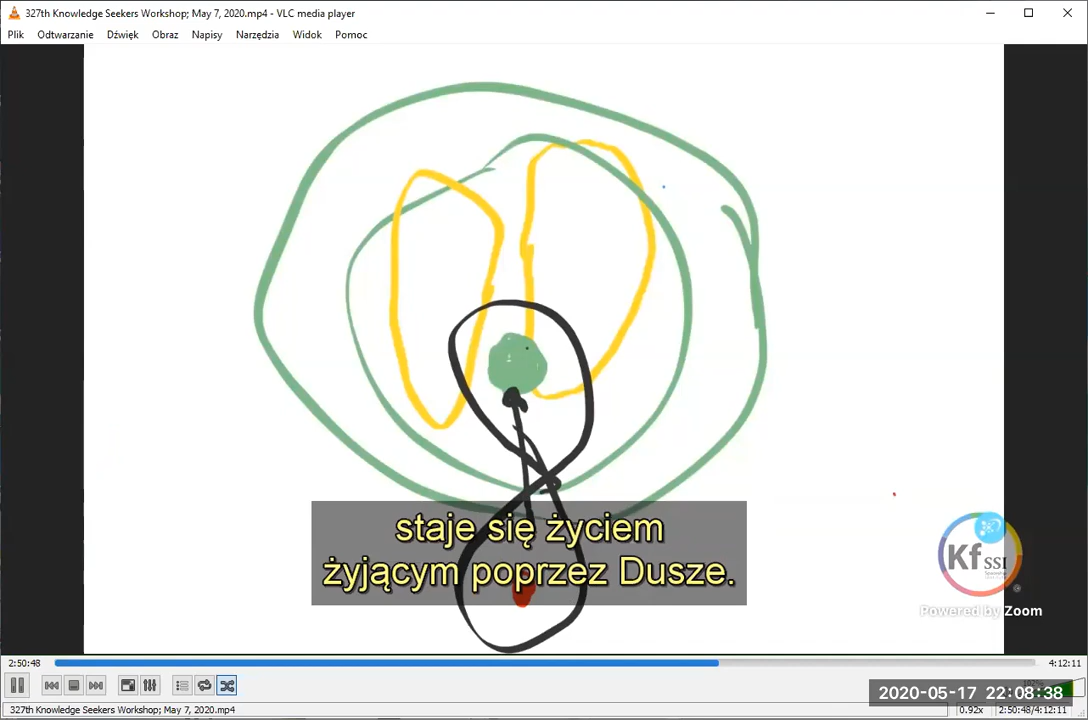 327th Knowledge Seekers Workshop; May 7, 2020.mp4 - VLC media player
Plik Odtwarzanie Dźwięk Obraz Napisy Narzędzia Widok Pomoc
staje się życiem
żyjącym poprzez Dusze.
Kf SSI
Powered by Zoom
2:50:48 4:12:11
2020-05-17 22:08:38
327th Knowledge Seekers Workshop; May 7, 2020.mp4 0.92x 2:50:48/4:12:11